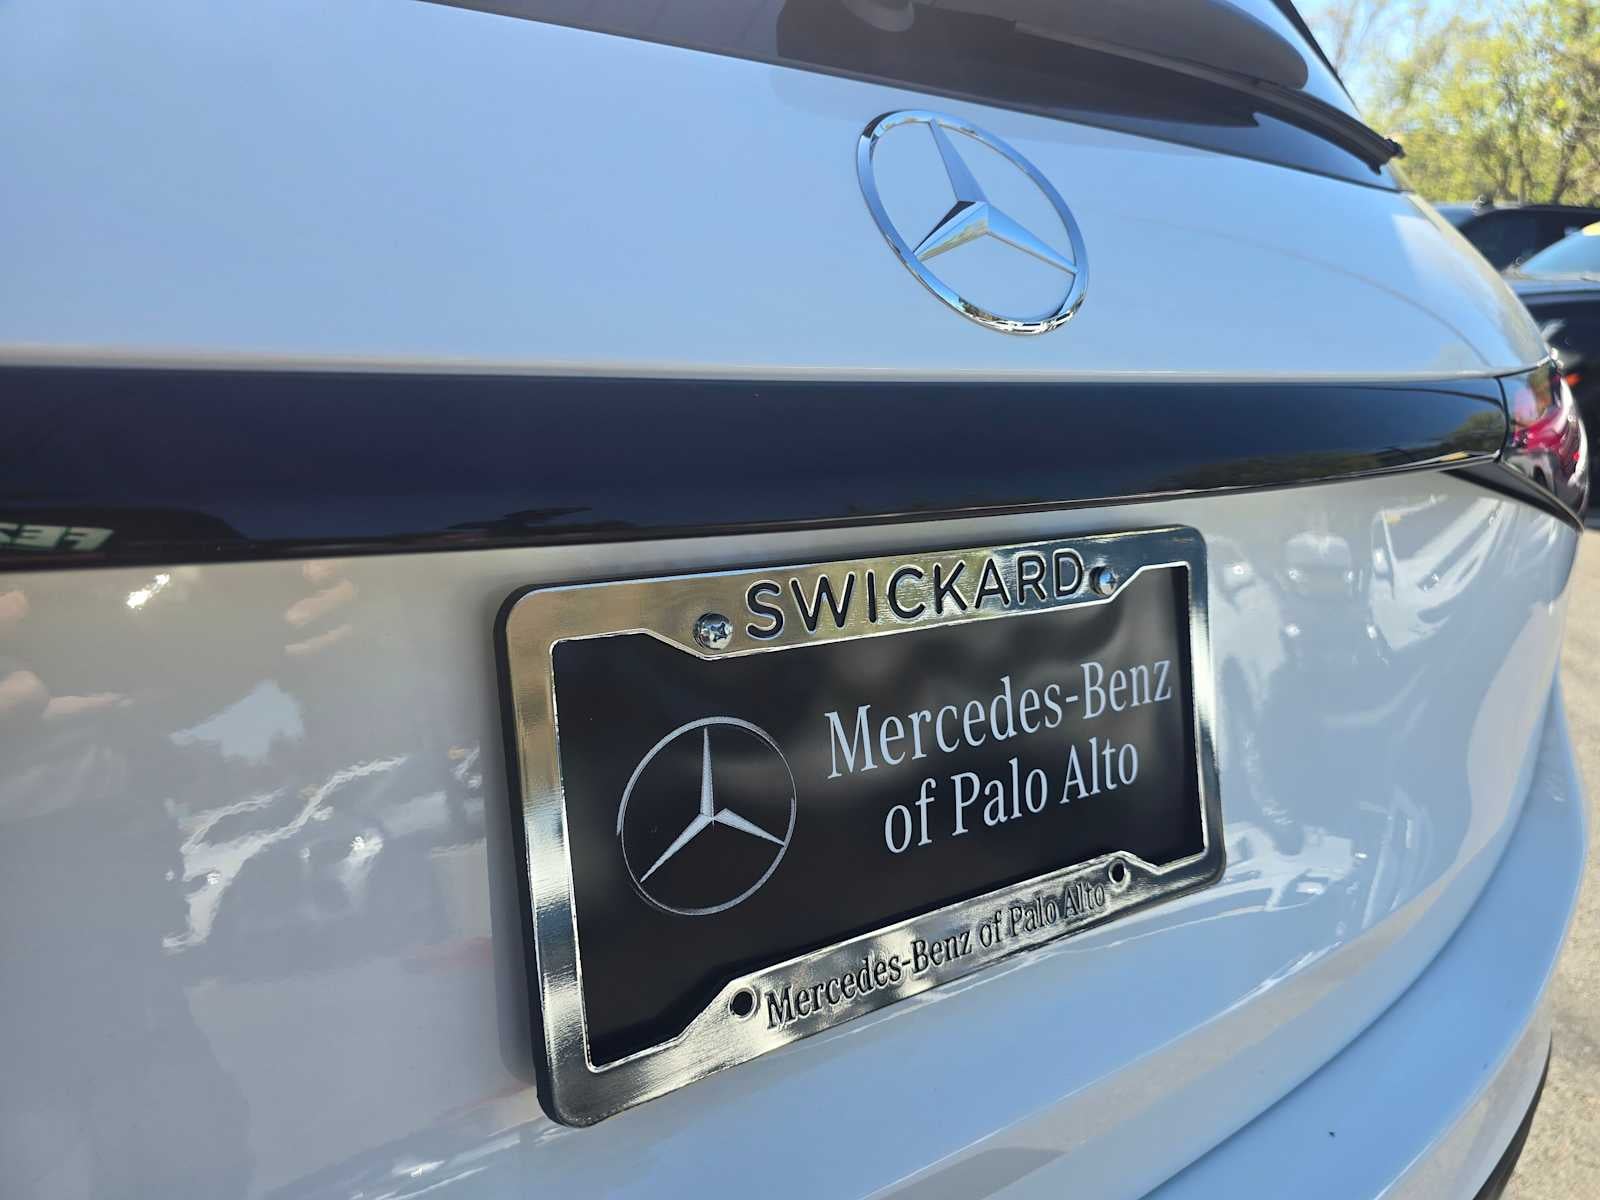 SWICKARD
Mercedes-Benz
of Palo Alto
Mercedes-Benz of Palo Alto